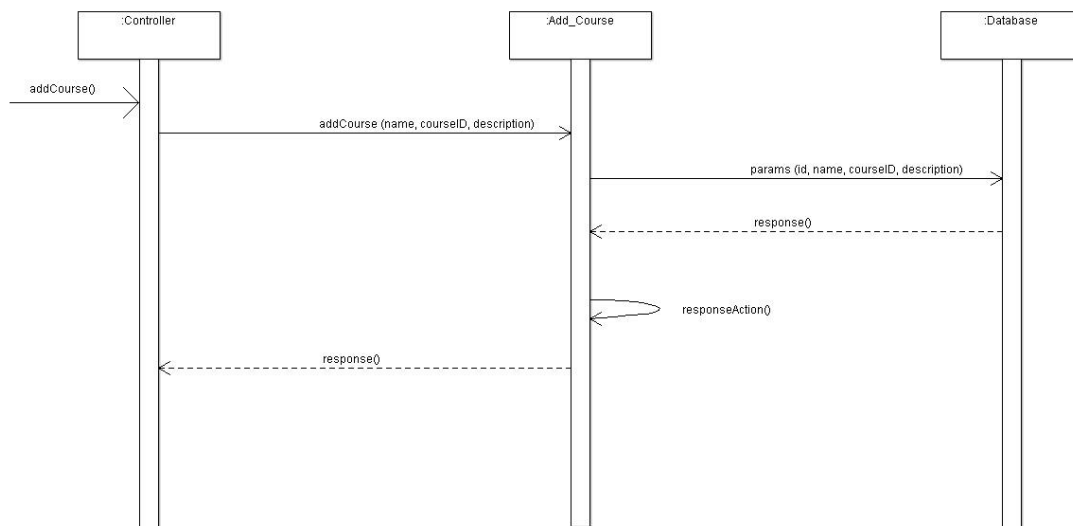 :Controller
:Add_Course
:Database
addCourse()
addCourse (name, courseID, description)
params (id, name, courseID, description)
response()
responseAction()
response()